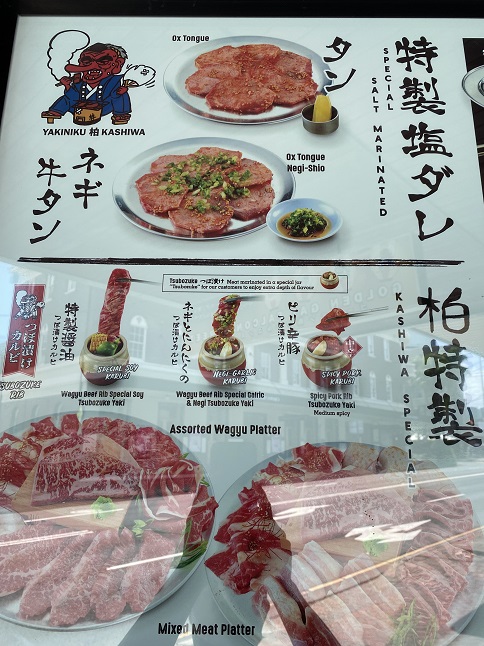 Ox Tongue
タン
特製塩ダレ
SPECIAL
SALT MARINATED
YAKINIKU 柏 KASHIWA
ネギ
牛タン
Ox Tongue
Negi-Shio
Tsubozuke つぼ漬け Meat marinated in a special jar
"Tsubozuke" for our customers to enjoy extra depth of flavour
柏特製
KASHIWA SPECIAL
つぼ漬け
カルビ
TSUBOZUKE
RIB
特製醤油
つぼ漬けカルビ
SPECIAL SOY
KARUBI
Wagyu Beef Rib Special Soy
Tsubozuke Yaki
ネギとにんにくの
つぼ漬けカルビ
NEGI-GARLIC
KARUBI
Wagyu Beef Rib Galric
& Negi Tsubozuke Yaki
ピリ辛豚
つぼ漬けカルビ
SPICY PORK
KARUBI
Spicy Pork Rib
Tsubozuke Yaki
Medium spicy
Assorted Wagyu Platter
Mixed Meat Platter